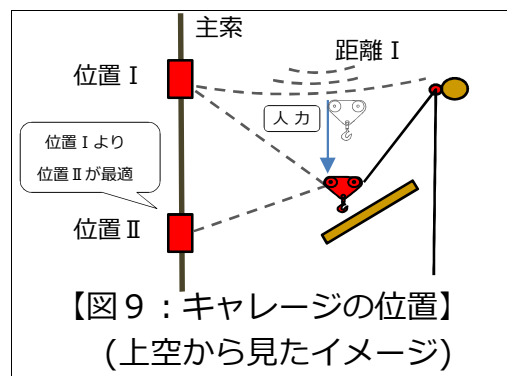 主索
距離Ⅰ
位置Ⅰ
人 力
位置Ⅰより
位置Ⅱが最適
位置Ⅱ
【図９：キャレージの位置】
(上空から見たイメージ)